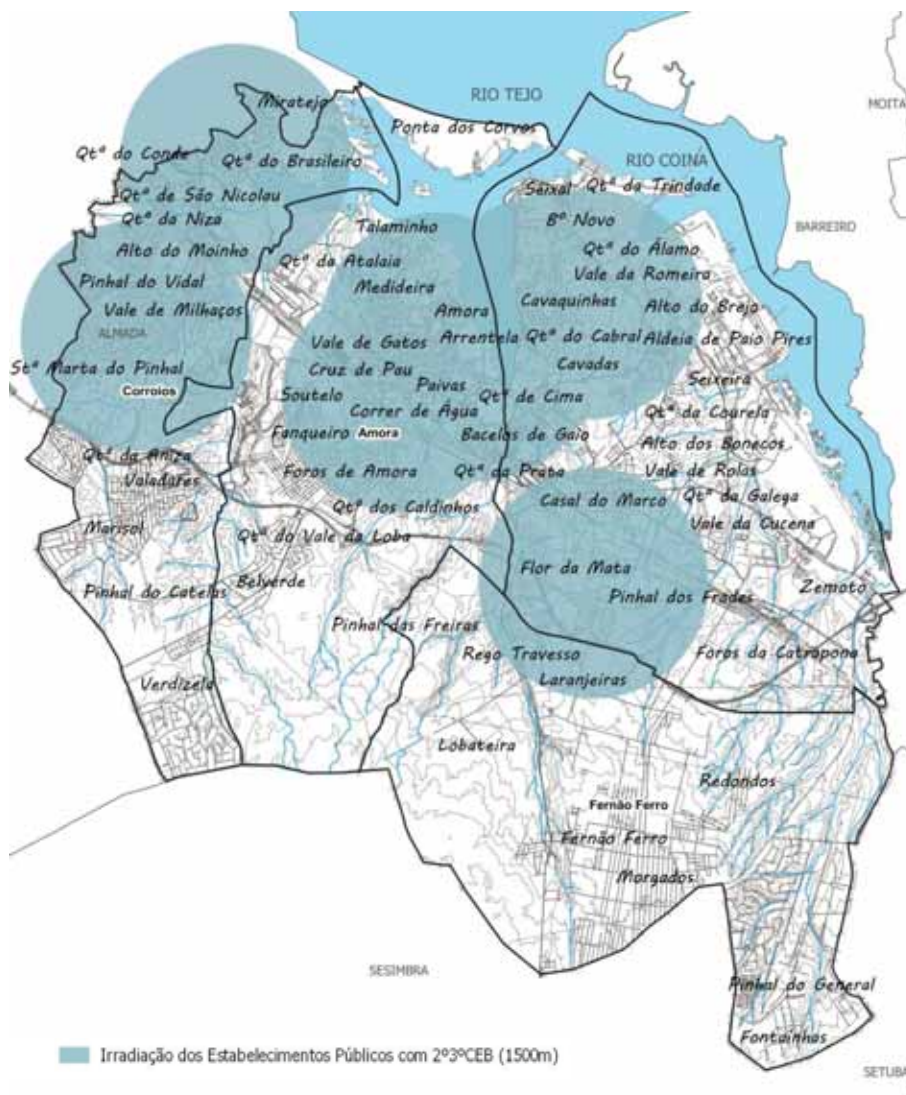 RIO TEJO
MOITA
Miratejo
Ponta dos Corvos
Qtª do Conde
Qtª do Brasileiro
RIO COINA
Qtª de São Nicolau
Seixal
Qtª da Trindade
Qtª da Niza
Talaminho
Bº Novo
BARREIRO
Alto do Moinho
Qtª da Atalaia
Qtª do Álamo
Pinhal do Vidal
Medideira
Vale da Romeira
Vale de Milhaços
Amora
Cavaquinhas
Alto do Brejo
ALMADA
Vale de Gatos
Arrentela
Qtª do Cabral
Aldeia de Paio Pires
Stª Marta do Pinhal
Cruz de Pau
Cavadas
Corroios
Soutelo
Paivas
Qtª de Cima
Seixeira
Correr de Água
Qtª da Courela
Fanqueiro
Amora
Bacelos de Gaio
Alto dos Bonecos
Qtª da Aniza
Valadares
Foros de Amora
Qtª da Prata
Vale de Rolas
Marisol
Qtª dos Caldinhos
Casal do Marco
Qtª da Galega
Qtª do Vale da Loba
Vale da Cucena
Pinhal do Catelas
Belverde
Flor da Mata
Pinhal dos Frades
Zemoto
Pinhal das Freiras
Rego Travesso
Foros da Catrapona
Verdizela
Laranjeiras
Lobateira
Redondos
Fernão Ferro
Fernão Ferro
Morgados
SESIMBRA
Pinhal do General
Fontaínhas
Irradiação dos Estabelecimentos Públicos com 2º3ºCEB (1500m)
SETUBA